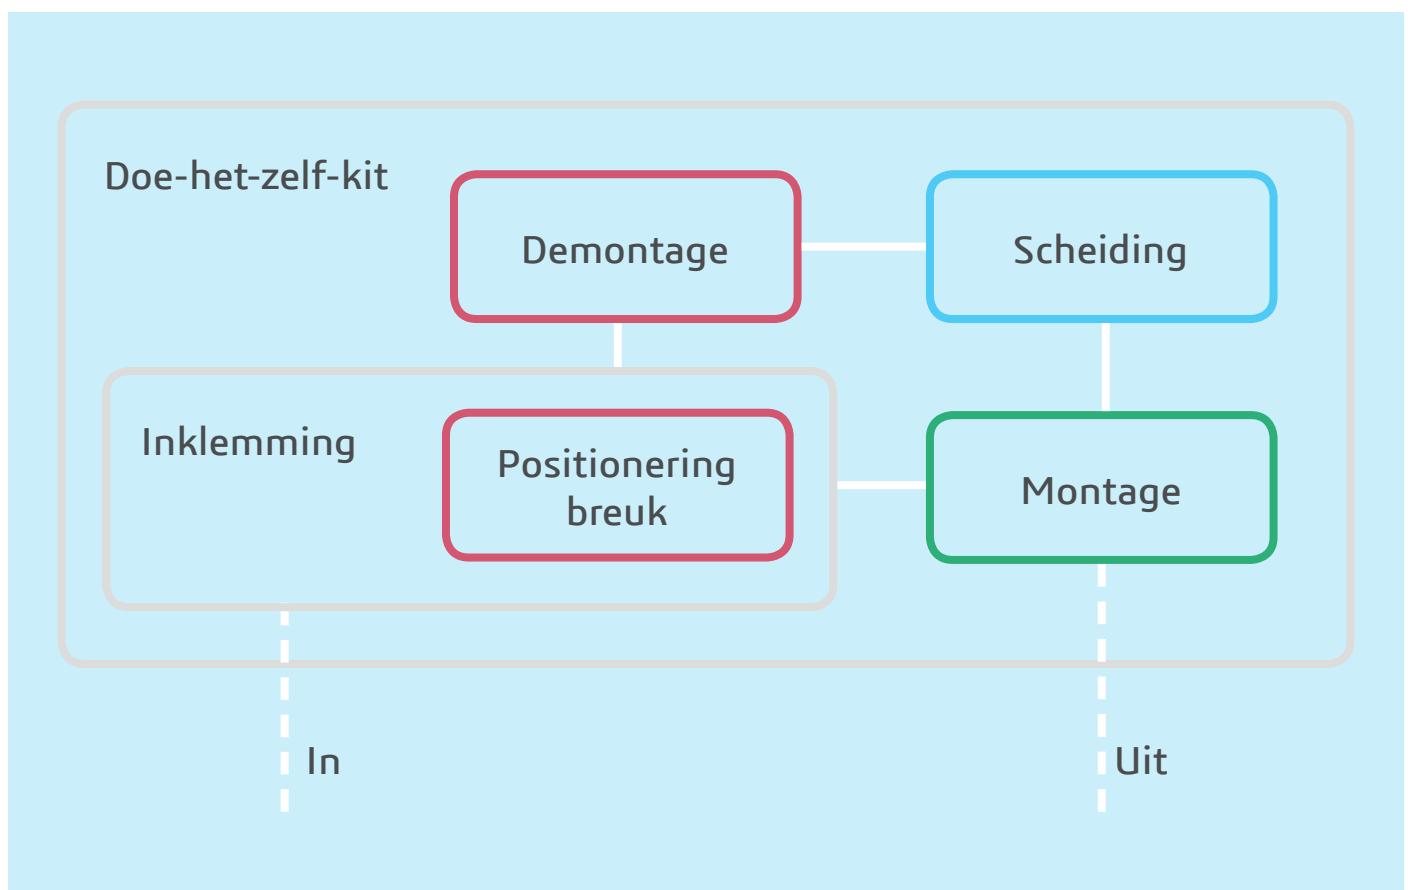 Doe-het-zelf-kit
Demontage
Scheiding
Inklemming
Positionering
breuk
Montage
In
Uit